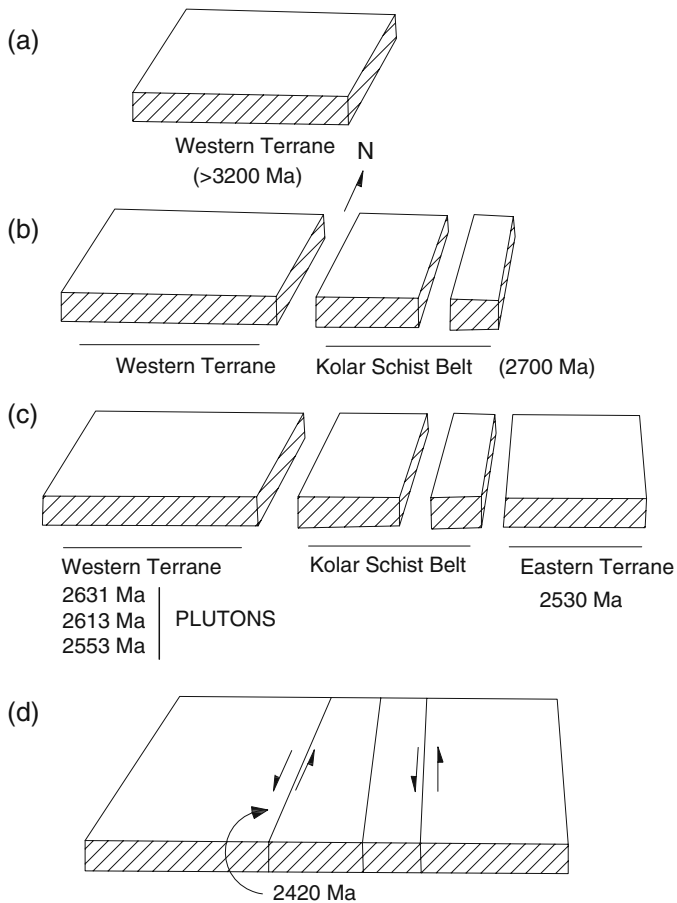 (a)
Western Terrane
(>3200 Ma)
N
(b)
Western Terrane
Kolar Schist Belt
(2700 Ma)
(c)
Western Terrane
Kolar Schist Belt
Eastern Terrane
2631 Ma
2613 Ma
2553 Ma
PLUTONS
2530 Ma
(d)
2420 Ma